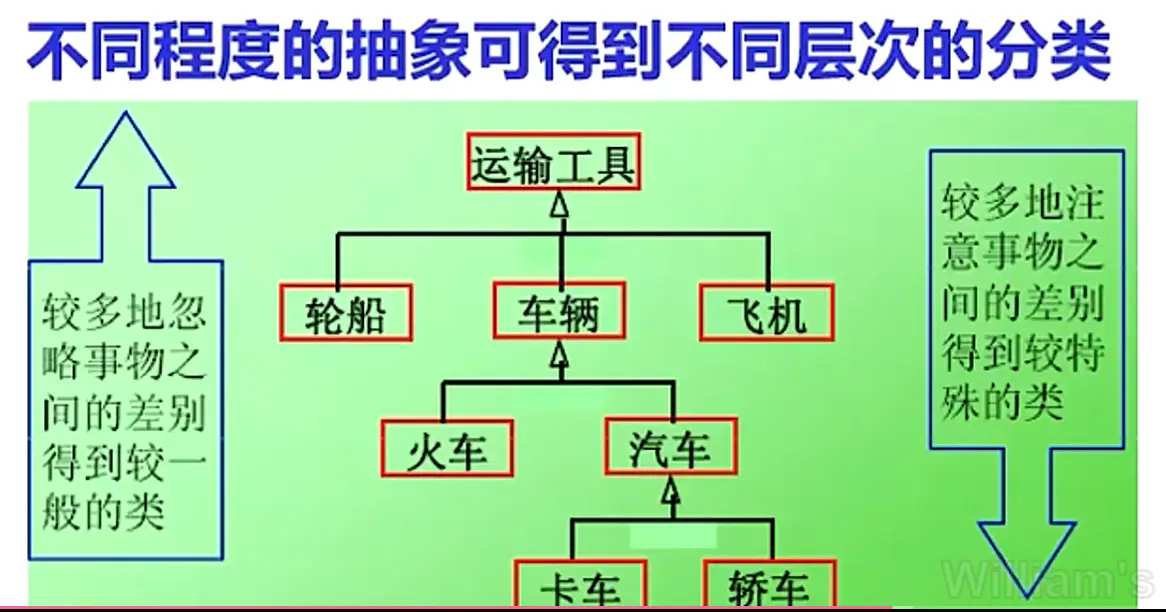 不同程度的抽象可得到不同层次的分类
运输工具
轮船
车辆
飞机
火车
汽车
卡车
轿车
较多地忽
略事物之
间的差别
得到较一
般的类
较多地注
意事物之
间的差别
得到较特
殊的类
William's